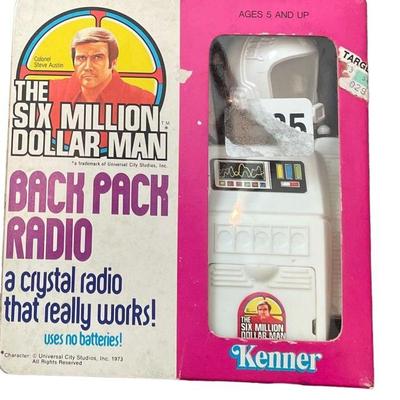 AGES 5 AND UP
Colonel
Steve Austin
THE
SIX MILLION
DOLLAR MAN
TM
*a trademark of Universal City Studios, Inc.
BACK PACK
RADIO
a crystal radio
that really works!
uses no batteries!
*Character: © Universal City Studios, Inc. 1973
All Rights Reserved
TARGE
THE
SIX MILLION
DOLLAR MAN
Kenner